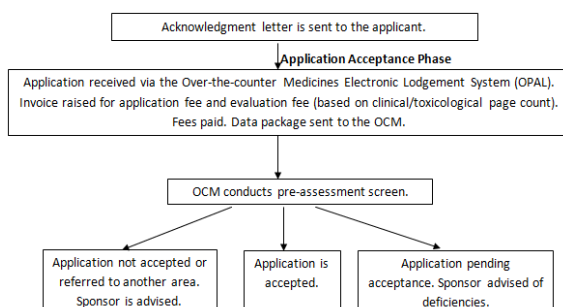 Acknowledgment letter is sent to the applicant.
Application Acceptance Phase
Application received via the Over-the-counter Medicines Electronic Lodgement System (OPAL).
Invoice raised for application fee and evaluation fee (based on clinical/toxicological page count).
Fees paid. Data package sent to the OCM.
OCM conducts pre-assessment screen.
Application not accepted or
referred to another area.
Sponsor is advised.
Application is
accepted.
Application pending
acceptance. Sponsor advised of
deficiencies.